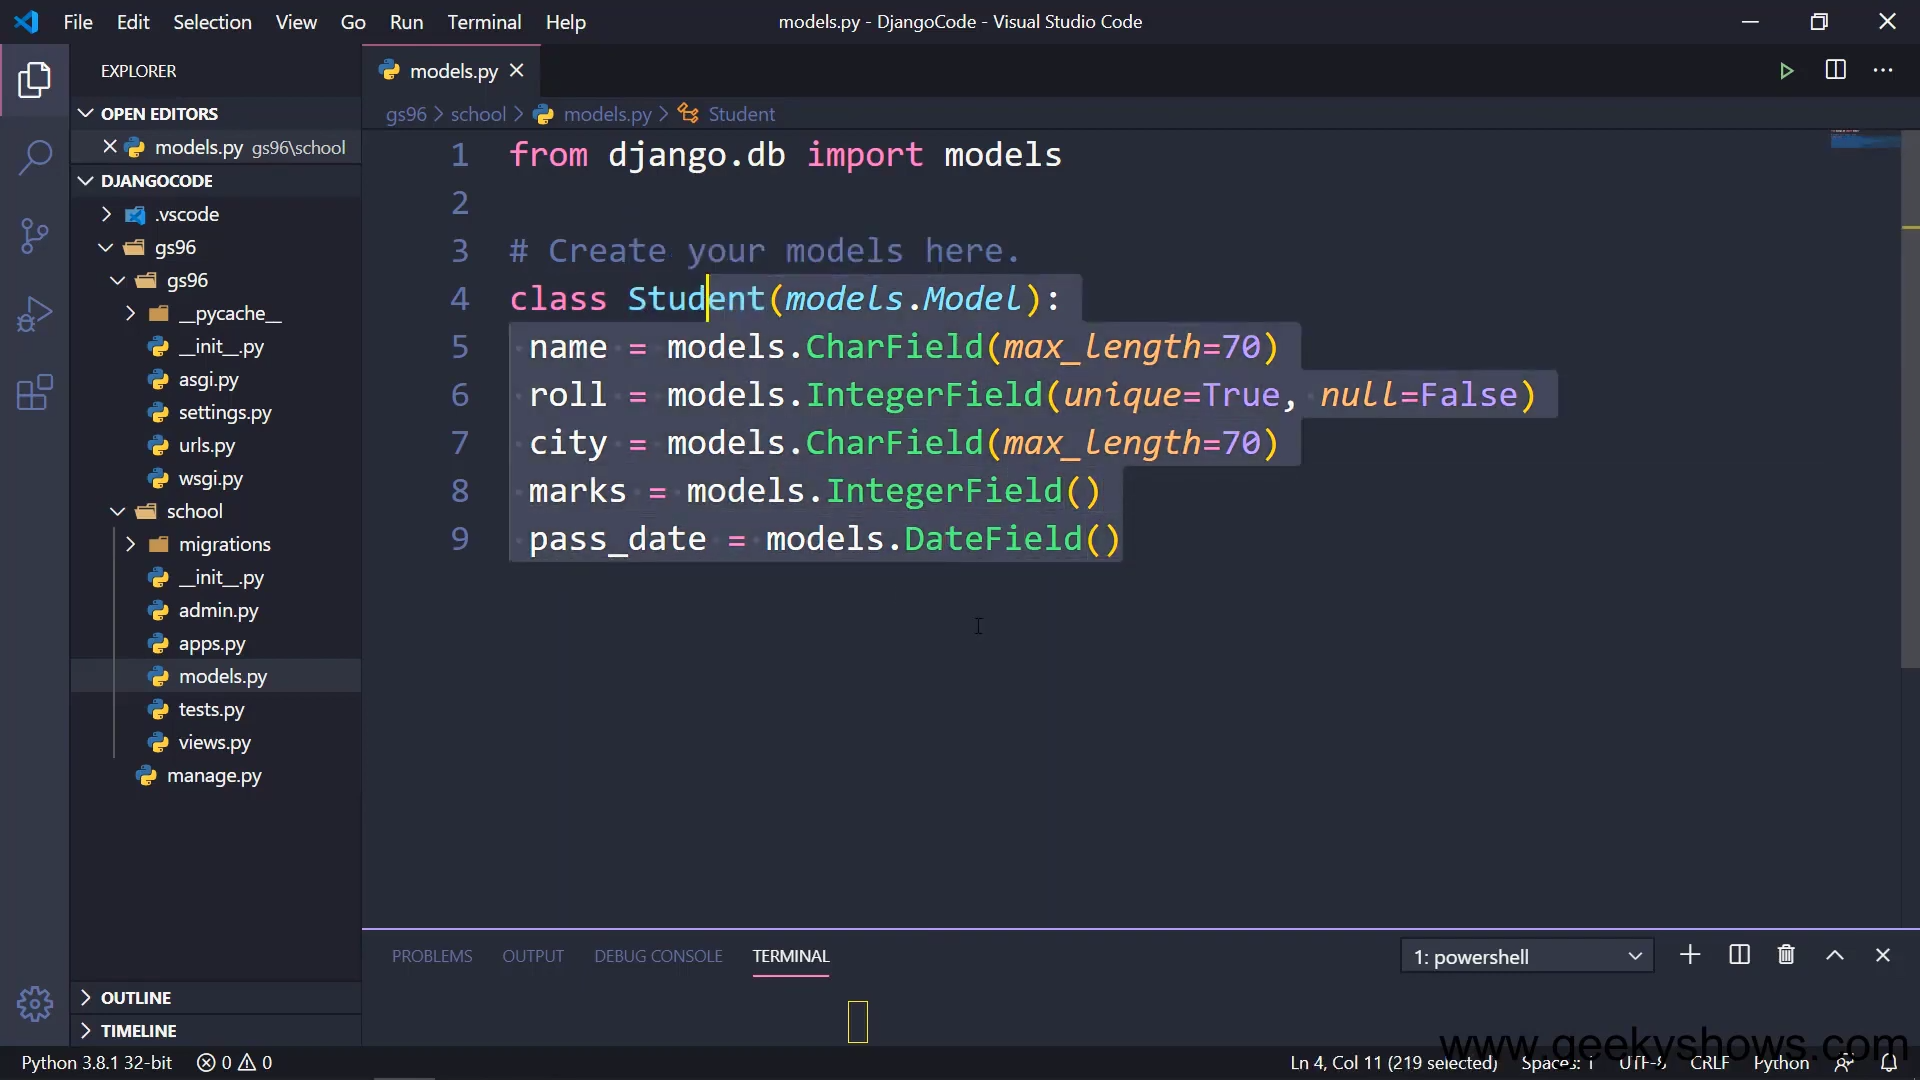 File Edit Selection View Go Run Terminal Help
models.py - DjangoCode - Visual Studio Code
EXPLORER
OPEN EDITORS
models.py gs96\school
DJANGOCODE
.vscode
gs96
gs96
__pycache__
__init__.py
asgi.py
settings.py
urls.py
wsgi.py
school
migrations
__init__.py
admin.py
apps.py
models.py
tests.py
views.py
manage.py
OUTLINE
TIMELINE
models.py
gs96 > school > models.py > Student
1 from django.db import models
2
3 # Create your models here.
4 class Student(models.Model):
5 name = models.CharField(max_length=70)
6 roll = models.IntegerField(unique=True, null=False)
7 city = models.CharField(max_length=70)
8 marks = models.IntegerField()
9 pass_date = models.DateField()
PROBLEMS OUTPUT DEBUG CONSOLE TERMINAL
1: powershell
www.geekyshows.com
Python 3.8.1 32-bit 0 0
Ln 4, Col 11 (219 selected) Spaces: 1 UTF-8 CRLF Python